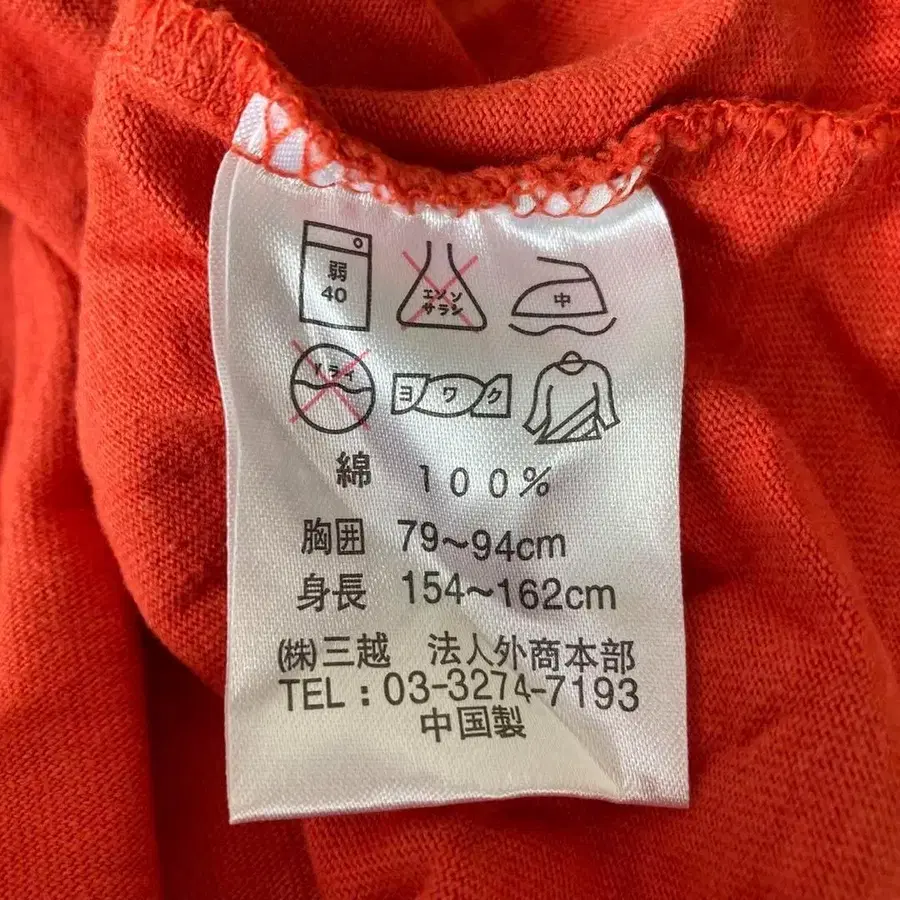 弱
40
エンソ
サラシ
中
ドライ
ヨワク
綿 100%
胸囲 79~94cm
身長 154~162cm
(株)三越 法人外商本部
TEL:03-3274-7193
中国製